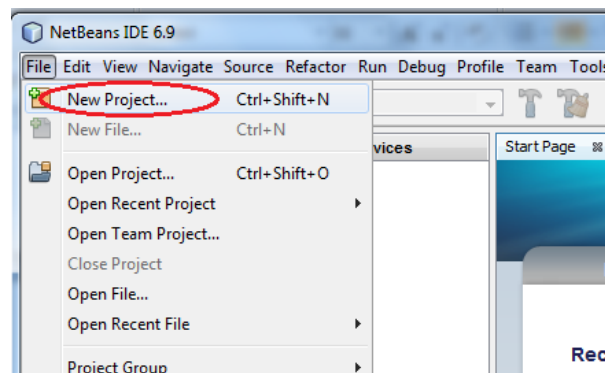 NetBeans IDE 6.9
File Edit View Navigate Source Refactor Run Debug Profile Team Tools
New Project... Ctrl+Shift+N
New File... Ctrl+N
vices
Start Page
Open Project... Ctrl+Shift+O
Open Recent Project
Open Team Project...
Close Project
Open File...
Open Recent File
Rec
Project Group